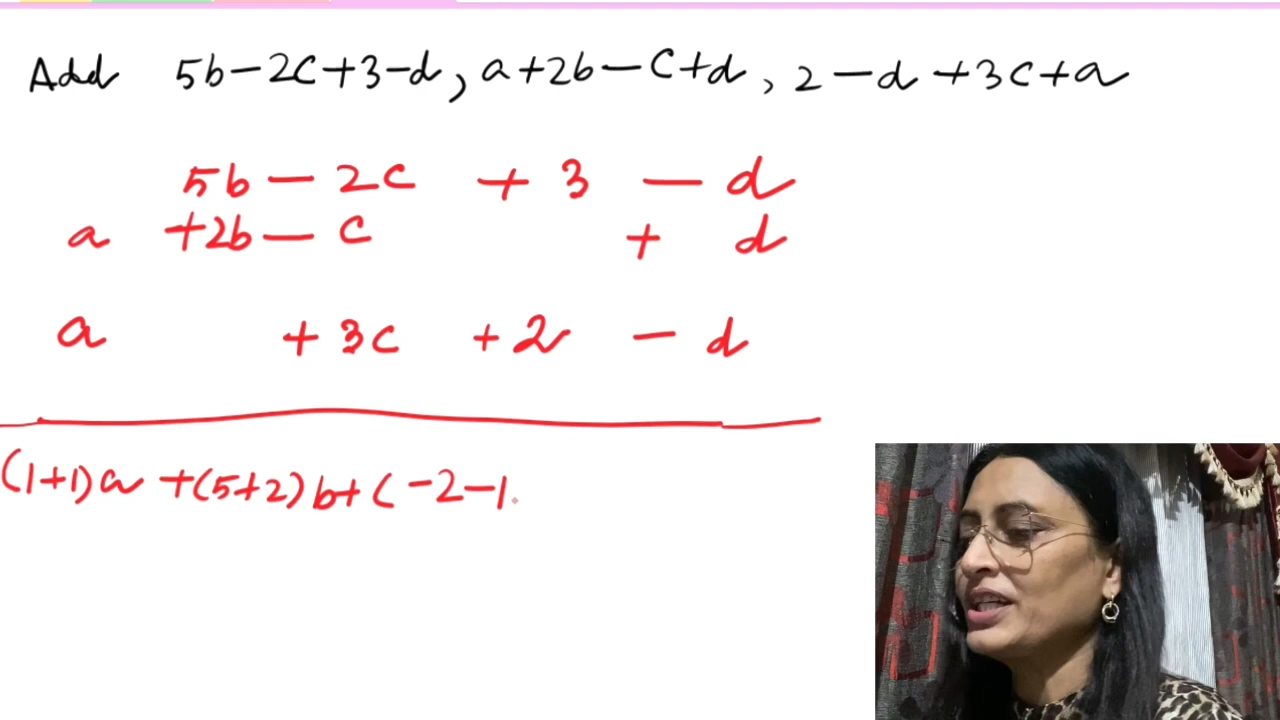 Add 5b-2c+3-d, a+2b-c+d, 2-d+3c+a
5b - 2c + 3 - d
a +2b - c + d
a + 3c + 2 - d
(1+1)a +(5+2)b+(-2-1